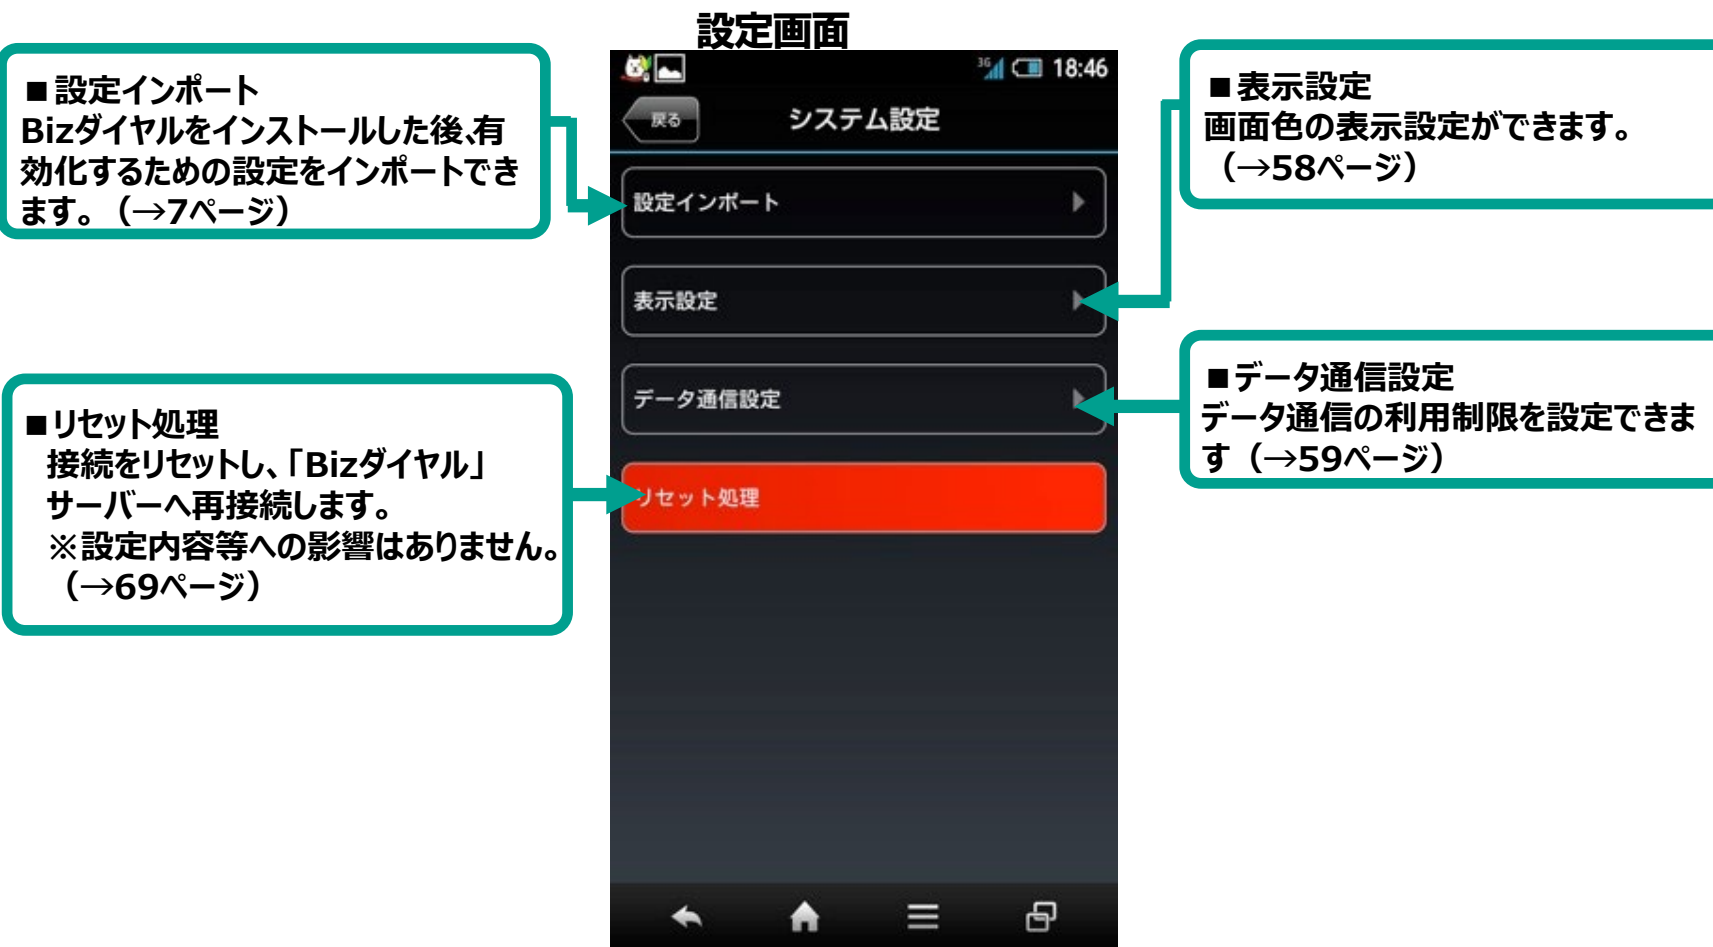 設定画面
■設定インポート
Bizダイヤルをインストールした後、有
効化するための設定をインポートでき
ます。（→7ページ）
■リセット処理
接続をリセットし、「Bizダイヤル」
サーバーへ再接続します。
※設定内容等への影響はありません。
（→69ページ）
3G 18:46
戻る
システム設定
設定インポート
表示設定
データ通信設定
リセット処理
■表示設定
画面色の表示設定ができます。
（→58ページ）
■データ通信設定
データ通信の利用制限を設定できま
す（→59ページ）